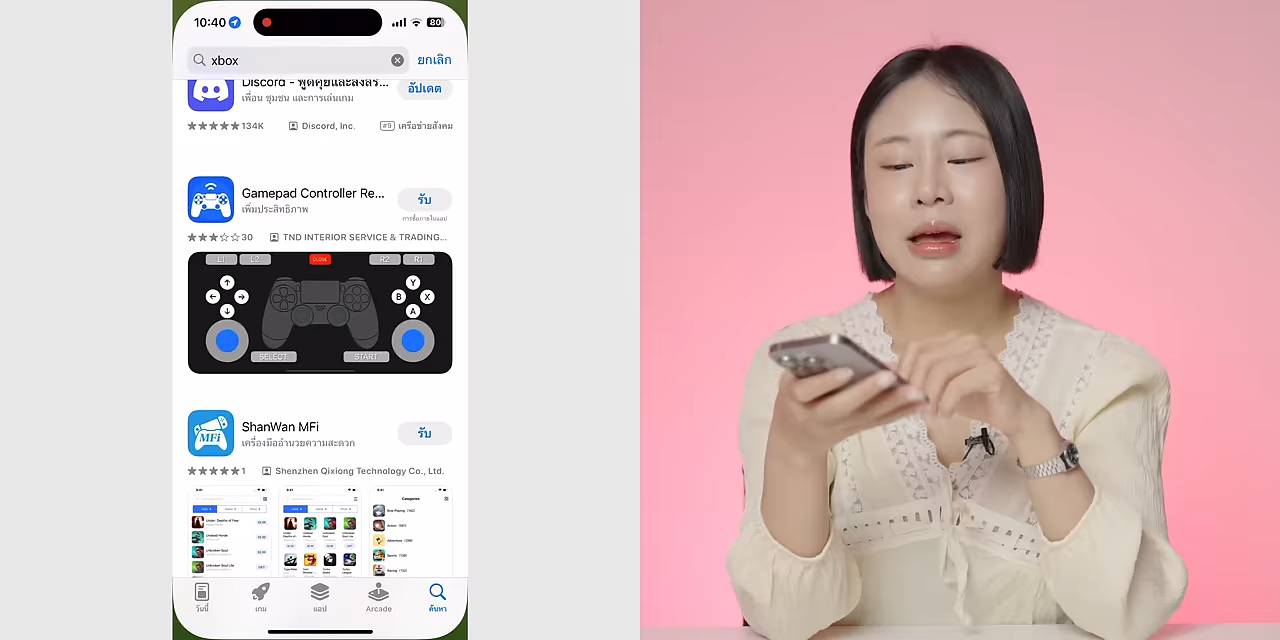 10:40
80
xbox
ยกเลิก
Discord - พูดคุยและสังสร...
เพื่อน ชุมชน และการเล่นเกม
อัปเดต
134K
Discord, Inc.
#9
เครือข่ายสังคม
Gamepad Controller Re...
เพิ่มประสิทธิภาพ
รับ
การซื้อภายในแอป
30
TND INTERIOR SERVICE & TRADING...
L1
L2
CLOSE
R2
R1
Y
B
X
A
SELECT
START
MFi
ShanWan MFi
เครื่องมืออำนวยความสะดวก
รับ
1
Shenzhen Qixiong Technology Co., Ltd.
Categories
วันนี้
เกม
แอป
Arcade
ค้นหา